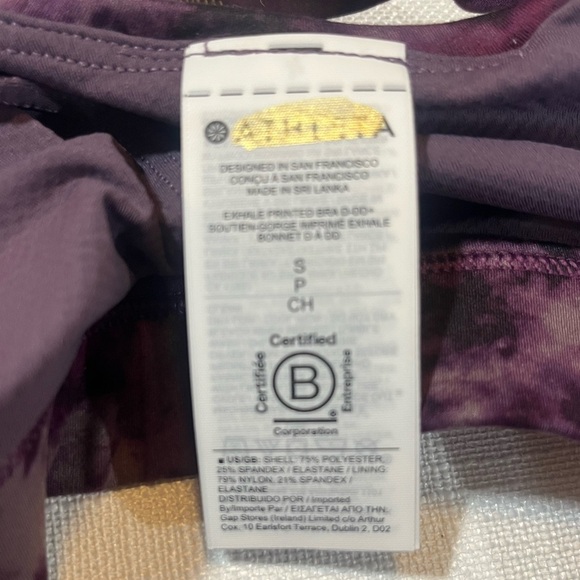 ATHLETA
DESIGNED IN SAN FRANCISCO
CONÇU À SAN FRANCISCO
MADE IN SRI LANKA
EXHALE PRINTED BRA D-DD+
SOUTIEN-GORGE IMPRIMÉ EXHALE
BONNET D À DD
S
P
CH
Certified
Certifiée
B
Entreprise
Corporation
■ US/GB: SHELL: 75% POLYESTER,
25% SPANDEX / ELASTANE / LINING:
79% NYLON, 21% SPANDEX /
ELASTANE
DISTRIBUIDO POR / Imported
By/Importe Par / ΕΙΣΑΓΕΤΑΙ ΑΠΟ ΤΗΝ:
Gap Stores (Ireland) Limited c/o Arthur
Cox, 10 Earlsfort Terrace, Dublin 2, D02